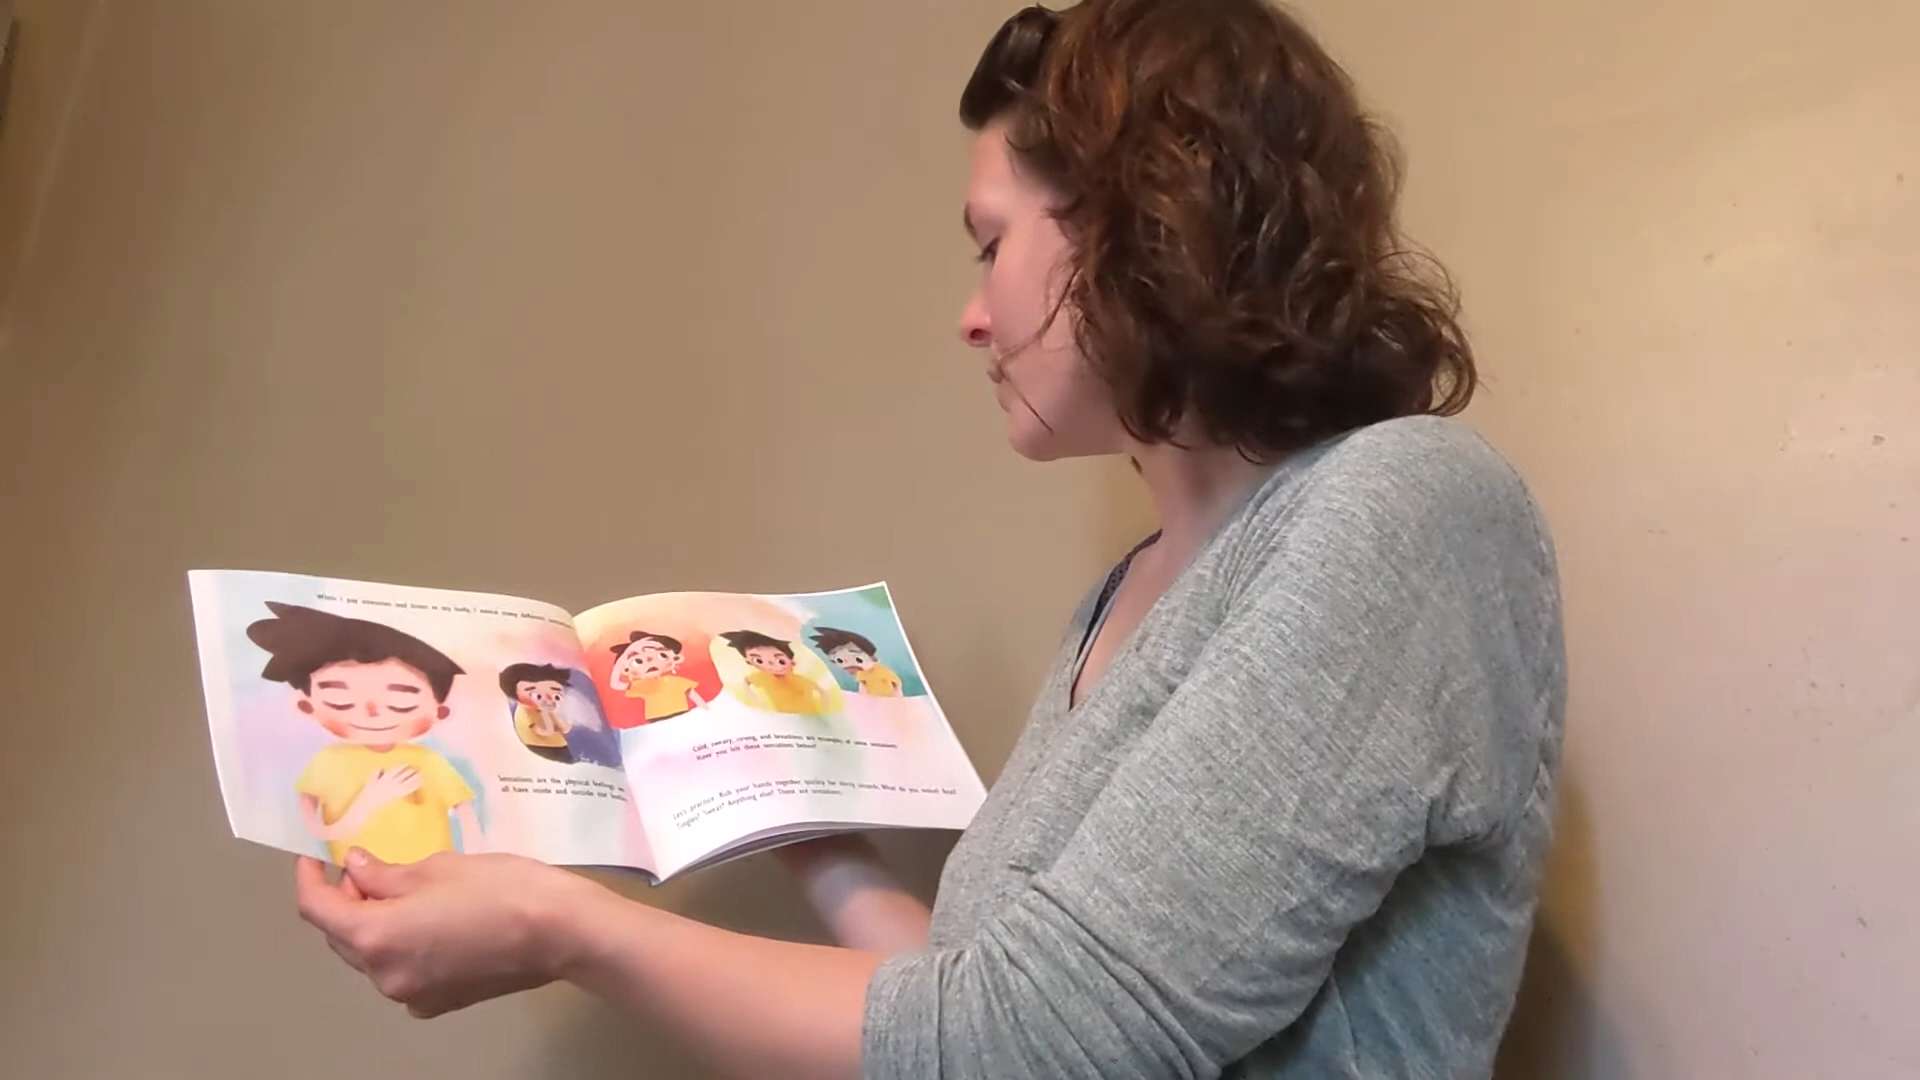 When I pay attention and listen to my body, I notice many different sensations
Sensations are the physical feelings we
all have inside and outside our bodies.
Cold, sweaty, strong, and breathless are examples of some sensations.
Have you felt these sensations before?
Let's practice. Rub your hands together quickly for thirty seconds. What do you notice? Heat?
Tingles? Sweat? Anything else? These are sensations.